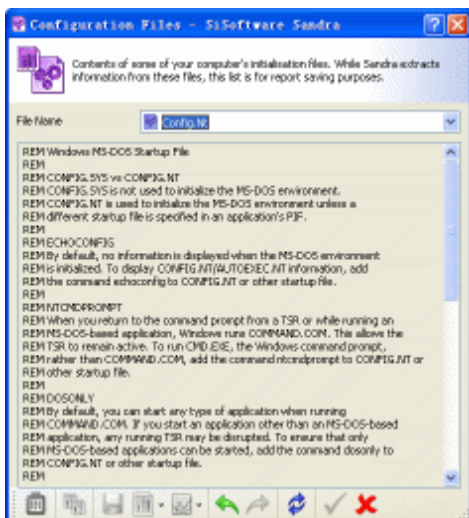 Configuration Files - SiSoftware Sandra
Contents of some of your computer's initialisation files. While Sandra extracts
information from these files, this list is for report saving purposes.
File Name
Config.Nt
REM Windows MS-DOS Startup File
REM
REM CONFIG.SYS vs CONFIG.NT
REM CONFIG.SYS is not used to initialize the MS-DOS environment.
REM CONFIG.NT is used to initialize the MS-DOS environment unless a
REM different startup file is specified in an application's PIF.
REM
REM ECHOCONFIG
REM By default, no information is displayed when the MS-DOS environment
REM is initialized. To display CONFIG.NT/AUTOEXEC.NT information, add
REM the command echoconfig to CONFIG.NT or other startup file.
REM
REM NTCMDPROMPT
REM When you return to the command prompt from a TSR or while running an
REM MS-DOS-based application, Windows runs COMMAND.COM. This allows the
REM TSR to remain active. To run CMD.EXE, the Windows command prompt,
REM rather than COMMAND.COM, add the command ntcmdprompt to CONFIG.NT or
REM other startup file.
REM
REM DOSONLY
REM By default, you can start any type of application when running
REM COMMAND.COM. If you start an application other than an MS-DOS-based
REM application, any running TSR may be disrupted. To ensure that only
REM MS-DOS-based applications can be started, add the command dosonly to
REM CONFIG.NT or other startup file.
REM